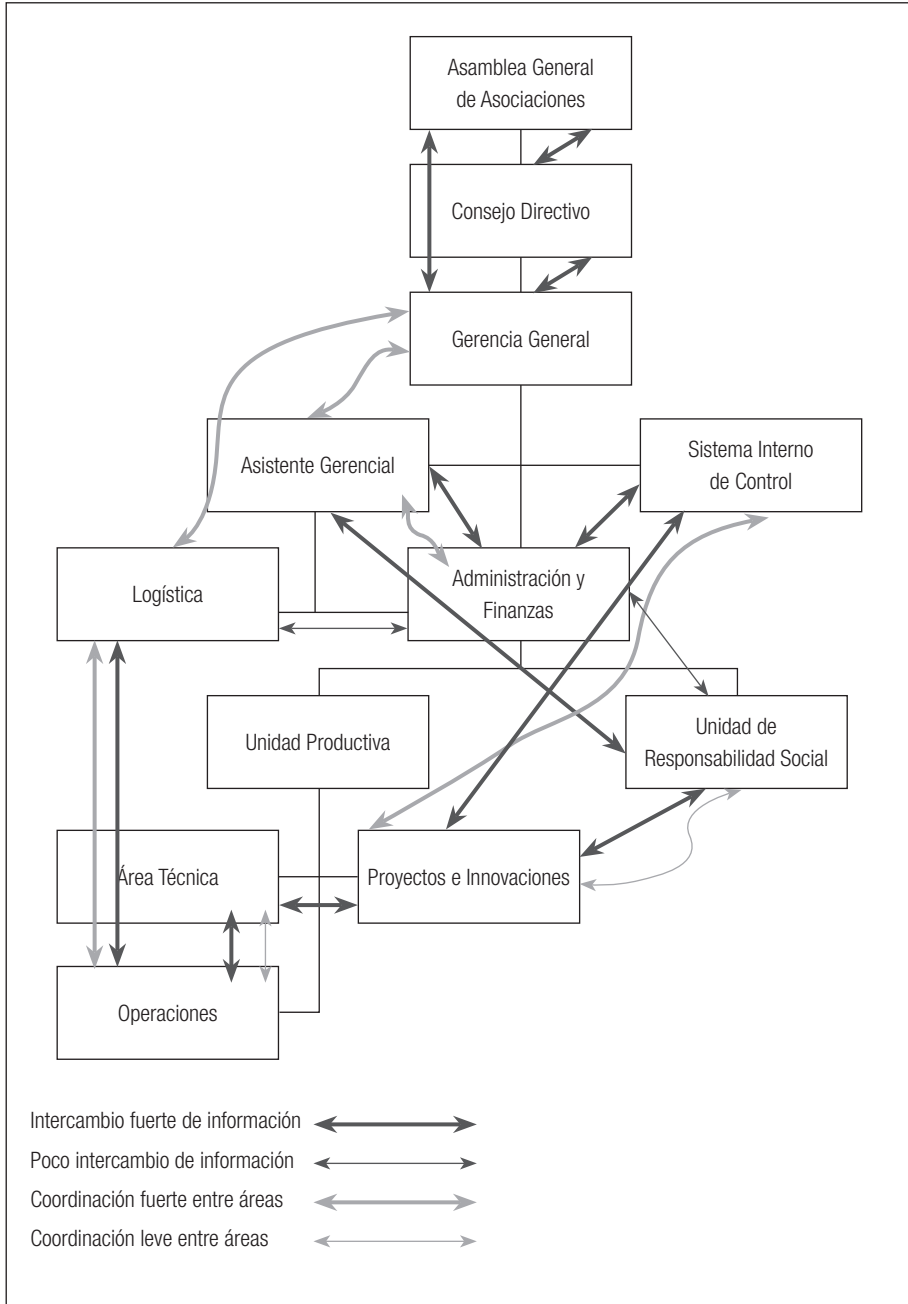 Asamblea General
de Asociaciones
Consejo Directivo
Gerencia General
Asistente Gerencial
Sistema Interno
de Control
Logística
Administración y
Finanzas
Unidad Productiva
Unidad de
Responsabilidad Social
Área Técnica
Proyectos e Innovaciones
Operaciones
Intercambio fuerte de información
Poco intercambio de información
Coordinación fuerte entre áreas
Coordinación leve entre áreas